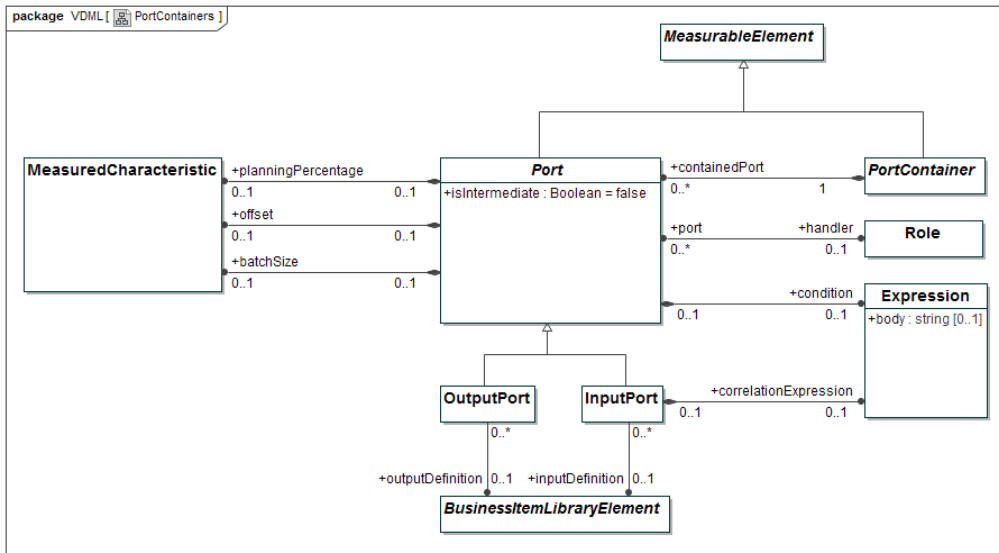 package VDML [ PortContainers ]
MeasurableElement
MeasuredCharacteristic
+planningPercentage
0..1 0..1
+offset
0..1 0..1
+batchSize
0..1 0..1
Port
+isIntermediate : Boolean = false
+containedPort
0..* 1
PortContainer
+port +handler
0..* 0..1
Role
+condition
0..1 0..1
Expression
+body : string [0..1]
+correlationExpression
0..1 0..1
OutputPort InputPort
0..* 0..*
+outputDefinition 0..1 +inputDefinition 0..1
BusinessItemLibraryElement